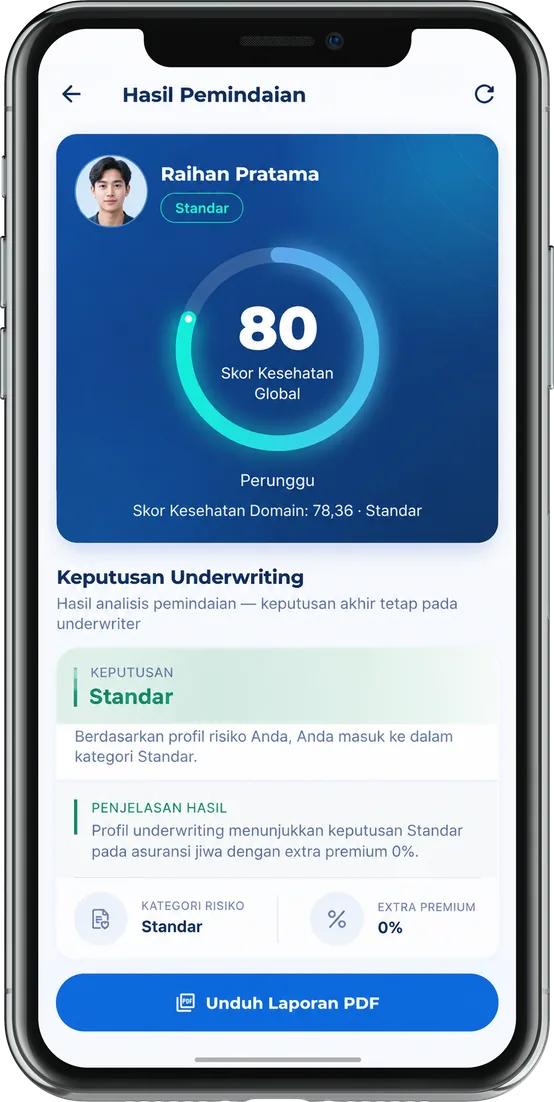 Hasil Pemindaian
Raihan Pratama
Standar
80
Skor Kesehatan
Global
Perunggu
Skor Kesehatan Domain: 78,36 · Standar
Keputusan Underwriting
Hasil analisis pemindaian — keputusan akhir tetap pada
underwriter
KEPUTUSAN
Standar
Berdasarkan profil risiko Anda, Anda masuk ke dalam
kategori Standar.
PENJELASAN HASIL
Profil underwriting menunjukkan keputusan Standar
pada asuransi jiwa dengan extra premium 0%.
KATEGORI RISIKO
Standar
EXTRA PREMIUM
0%
PDF
Unduh Laporan PDF